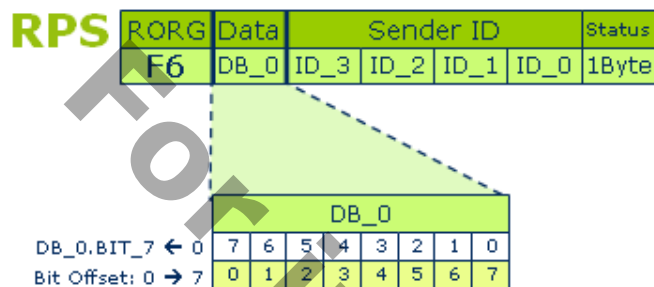 RPS RORG Data Sender ID Status
F6 DB_0 ID_3 ID_2 ID_1 ID_0 1Byte
DB_0
DB_0.BIT_7 ← 0 7 6 5 4 3 2 1 0
Bit Offset: 0 → 7 0 1 2 3 4 5 6 7
For